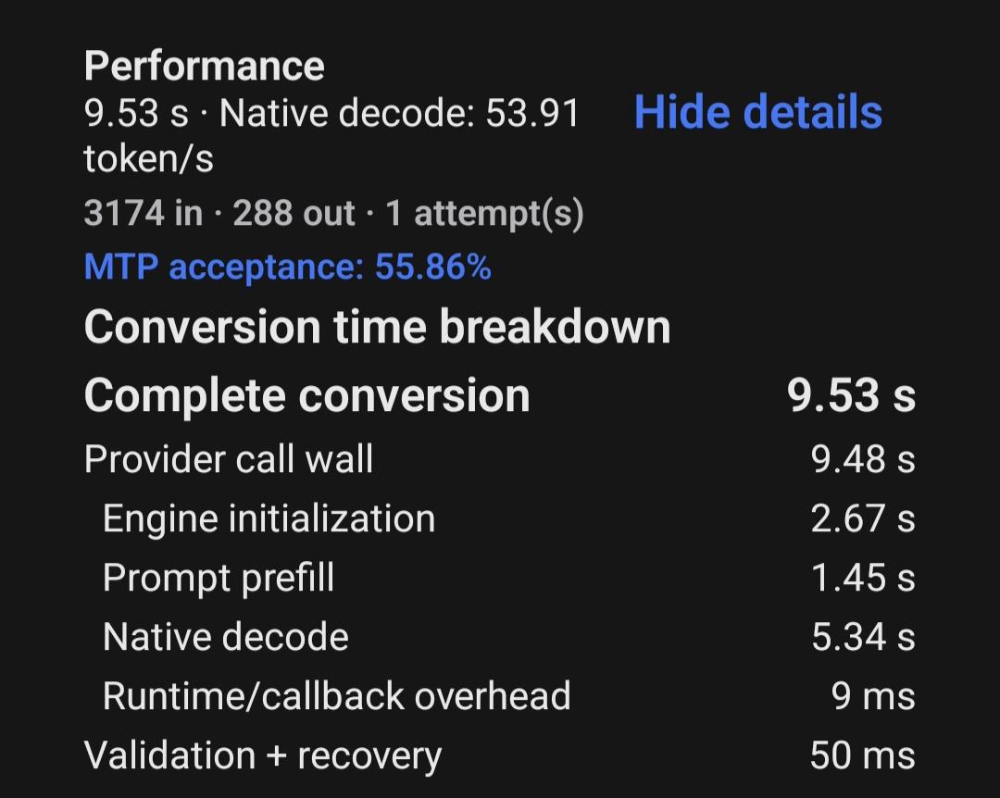 Performance
9.53 s · Native decode: 53.91
token/s
Hide details
3174 in · 288 out · 1 attempt(s)
MTP acceptance: 55.86%
Conversion time breakdown
Complete conversion 9.53 s
Provider call wall 9.48 s
Engine initialization 2.67 s
Prompt prefill 1.45 s
Native decode 5.34 s
Runtime/callback overhead 9 ms
Validation + recovery 50 ms